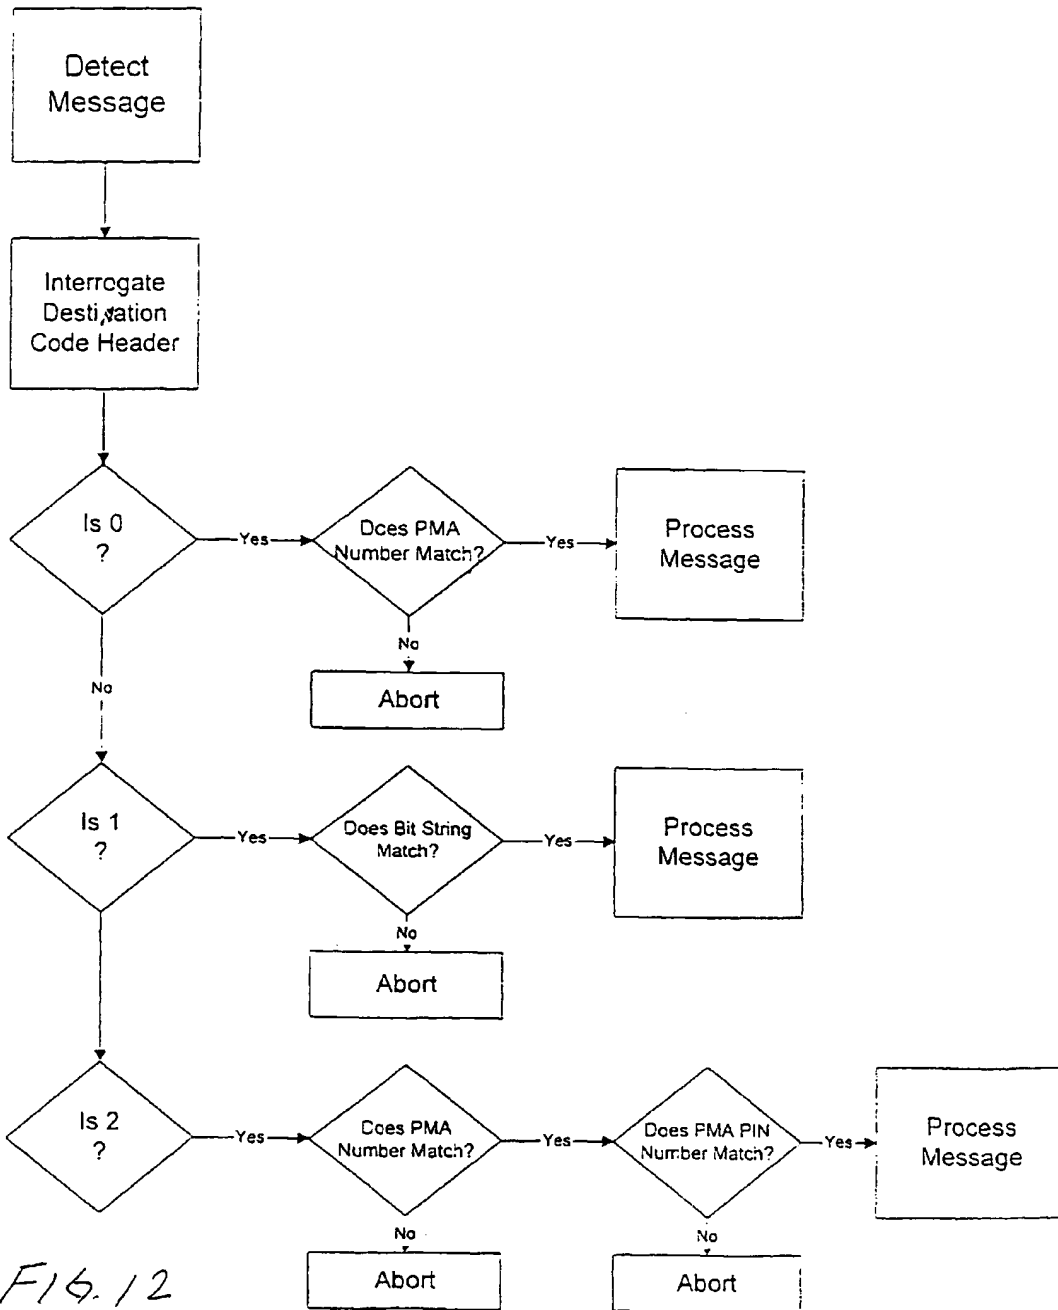 Detect
Message
Interrogate
Destination
Code Header
Is 0
?
Yes
Does PMA
Number Match?
Yes
Process
Message
No
Abort
No
Is 1
?
Yes
Does Bit String
Match?
Yes
Process
Message
No
Abort
Is 2
?
Yes
Does PMA
Number Match?
Yes
Does PMA PIN
Number Match?
Yes
Process
Message
No
Abort
No
Abort
FIG. 12